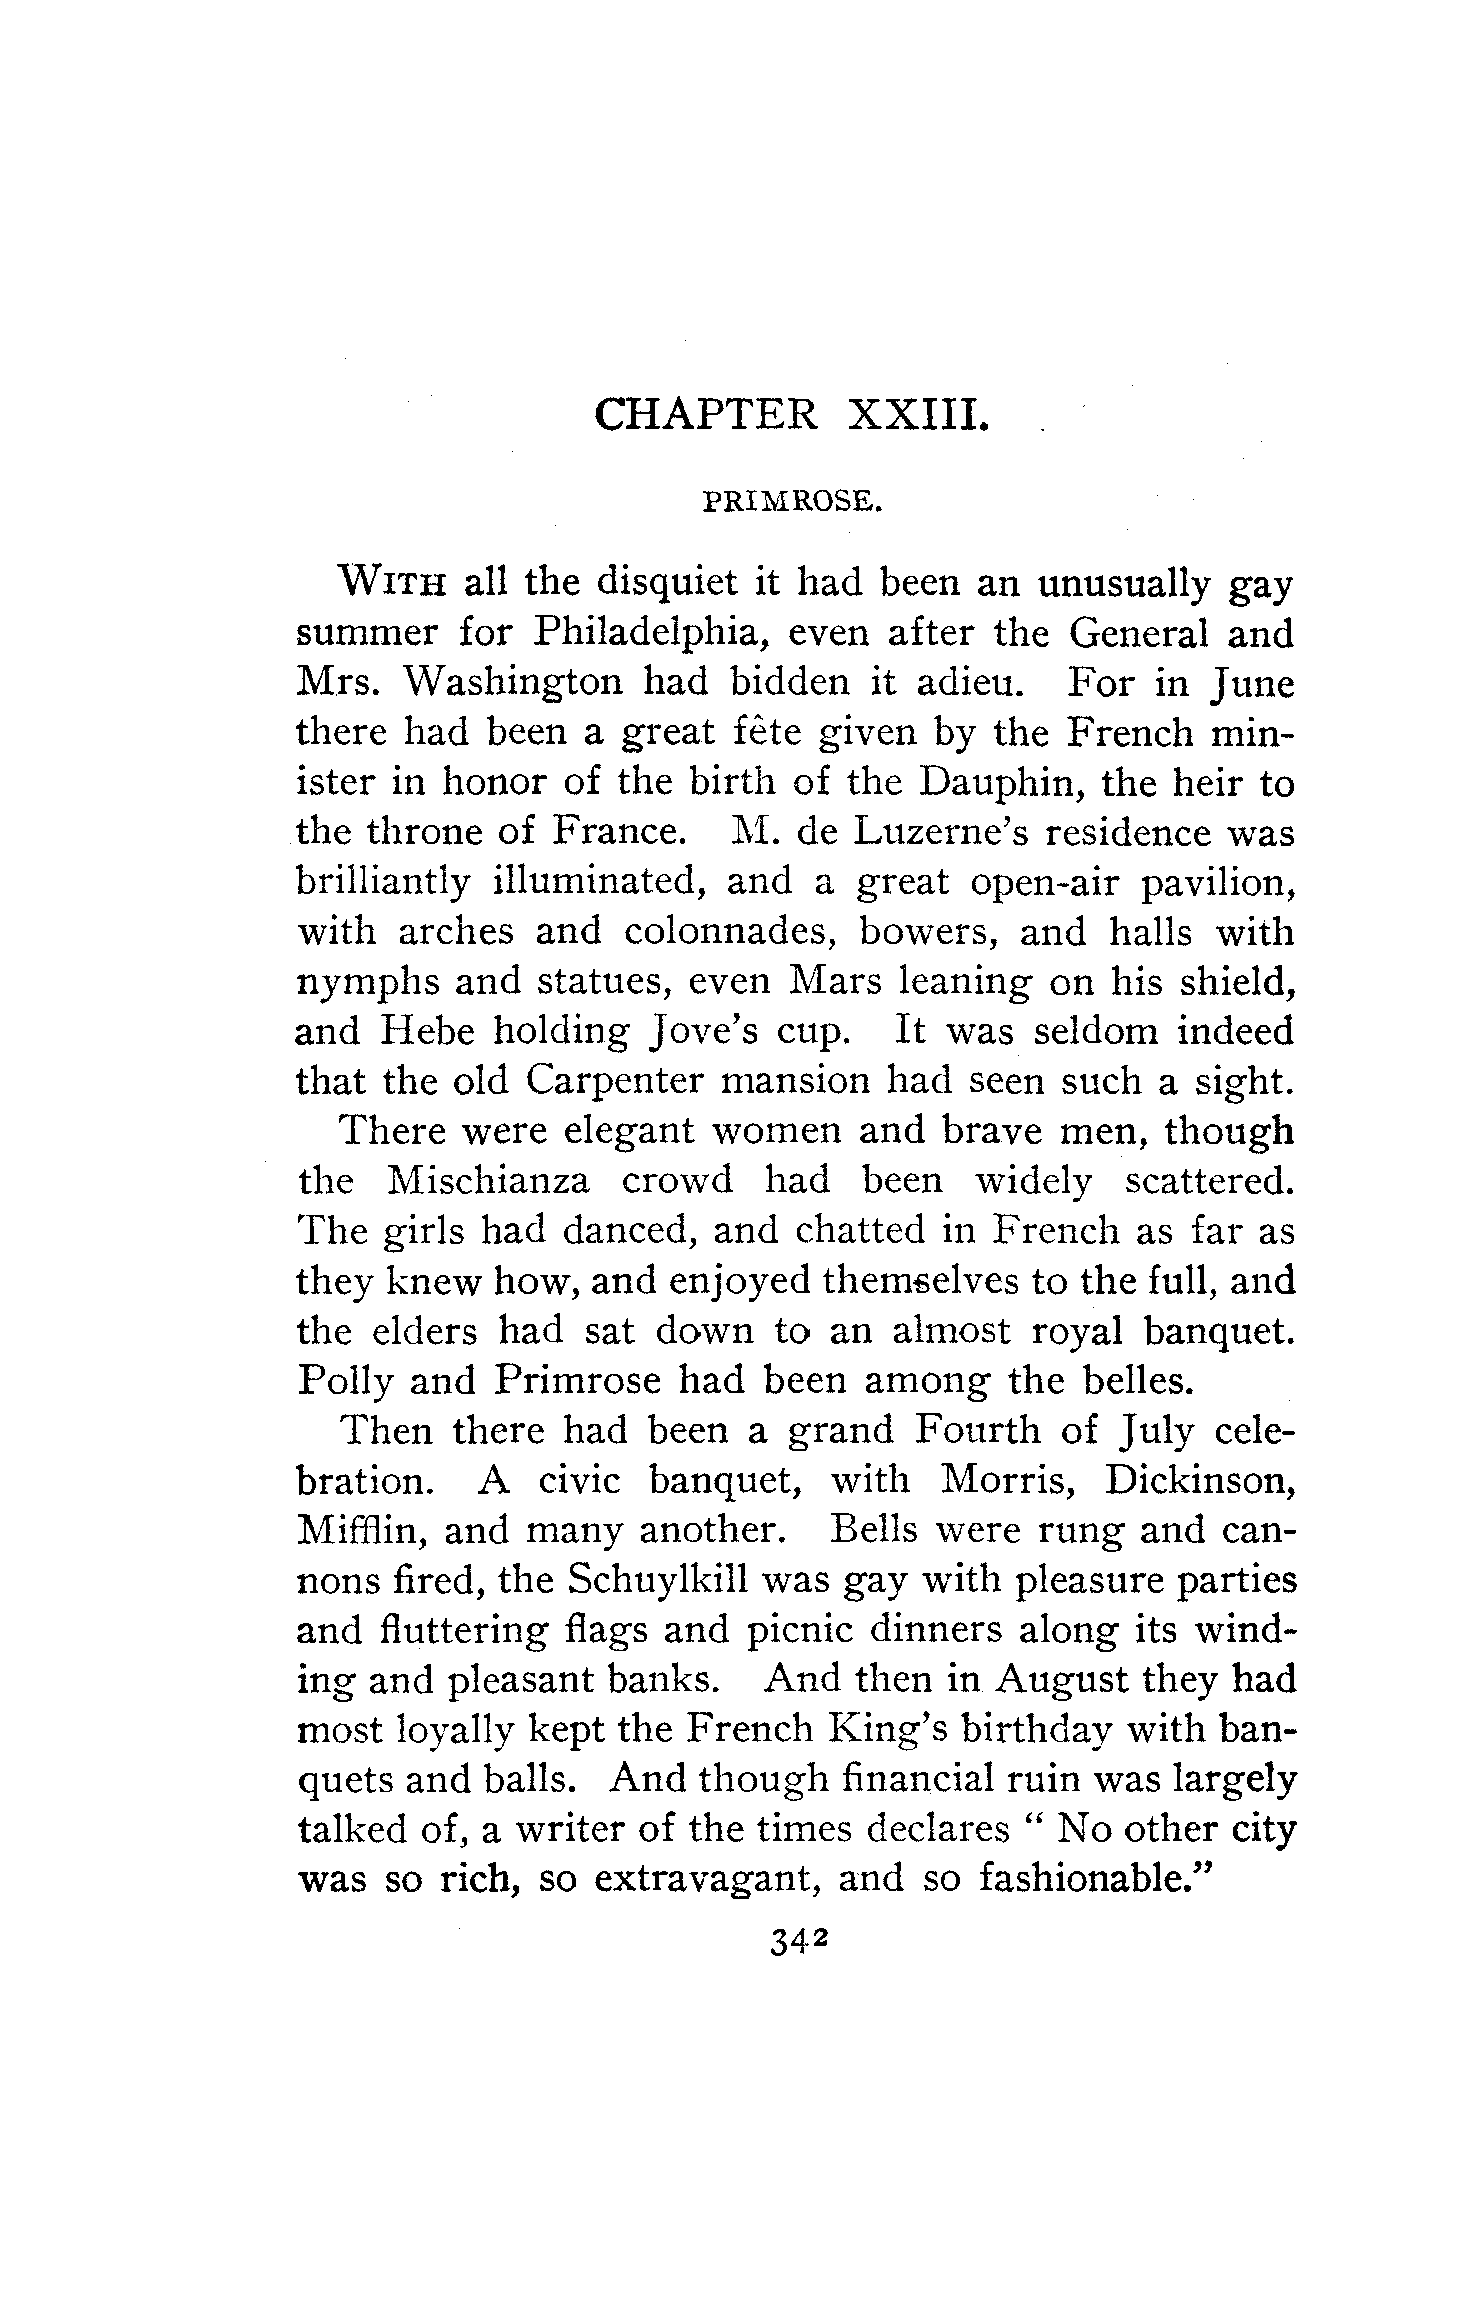 CHAPTER XXIII.
PRIMROSE.
WITH all the disquiet it had been an unusually gay
summer for Philadelphia, even after the General and
Mrs. Washington had bidden it adieu. For in June
there had been a great fête given by the French min-
ister in honor of the birth of the Dauphin, the heir to
the throne of France. M. de Luzerne's residence was
brilliantly illuminated, and a great open-air pavilion,
with arches and colonnades, bowers, and halls with
nymphs and statues, even Mars leaning on his shield,
and Hebe holding Jove's cup. It was seldom indeed
that the old Carpenter mansion had seen such a sight.
There were elegant women and brave men, though
the Mischianza crowd had been widely scattered.
The girls had danced, and chatted in French as far as
they knew how, and enjoyed themselves to the full, and
the elders had sat down to an almost royal banquet.
Polly and Primrose had been among the belles.
Then there had been a grand Fourth of July cele-
bration. A civic banquet, with Morris, Dickinson,
Mifflin, and many another. Bells were rung and can-
nons fired, the Schuylkill was gay with pleasure parties
and fluttering flags and picnic dinners along its wind-
ing and pleasant banks. And then in August they had
most loyally kept the French King's birthday with ban-
quets and balls. And though financial ruin was largely
talked of, a writer of the times declares " No other city
was so rich, so extravagant, and so fashionable."
342